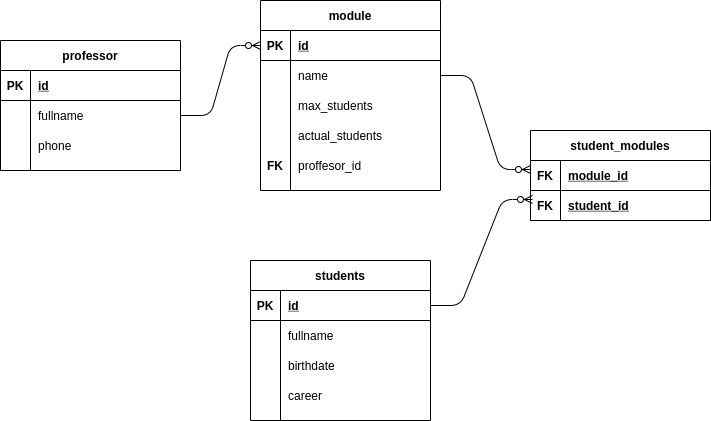 professor
PK id
fullname
phone
module
PK id
name
max_students
actual_students
FK proffesor_id
student_modules
FK module_id
FK student_id
students
PK id
fullname
birthdate
career